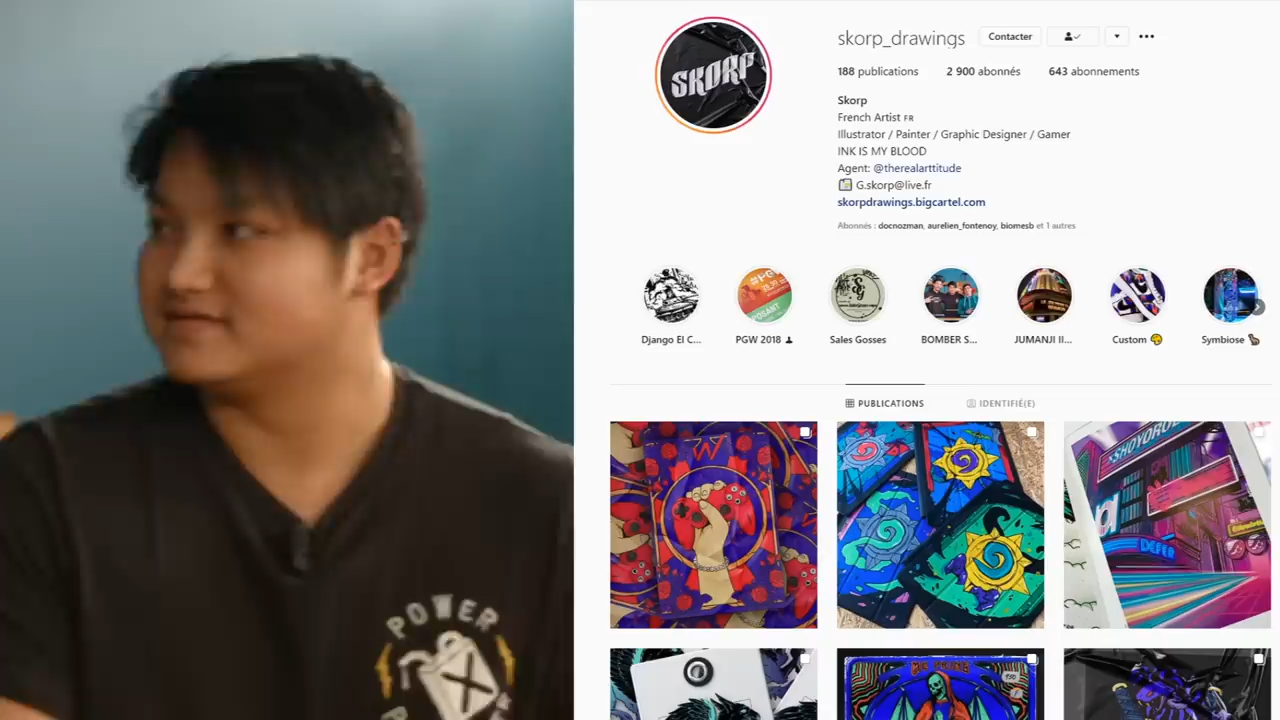 skorp_drawings Contacter
188 publications 2 900 abonnés 643 abonnements
Skorp
French Artist FR
Illustrator / Painter / Graphic Designer / Gamer
INK IS MY BLOOD
Agent: @therealarttitude
G.skorp@live.fr
skorpdrawings.bigcartel.com
Abonnés : docnozman, aurelien_fontenoy, biomesb et 1 autres
SKORP
Django El C... PGW 2018 Sales Gosses BOMBER S... JUMANJI II... Custom Symbiose
PUBLICATIONS IDENTIFIÉ(E)
DEFER
POWER